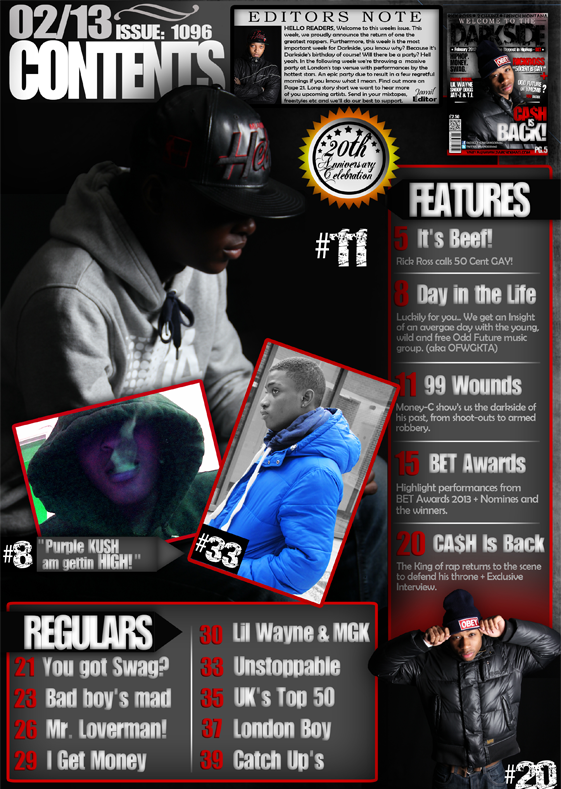 02/13 ISSUE: 1096
CONTENTS
EDITORS NOTE
HELLO READERS, Welcome to this weeks issue. This
week, we proudly announce the return of one the
greatest rappers. Furthermore, this week is the most
important week for Darkside, you know why? Because it's
Darkside's birthday of course! Will there be a party? Hell
yeah. In the following week we're throwing a massive
party at London's tap venue with performances by the
hottest stars. An epic party due to result in a few regretful
mornings if you know what I mean. Find out more on
Page 21. Long story short we want to hear more
of you upcoming artists. Send in your mixtapes,
freestyles etc and we'll do our best to support.
Jamil
Editor
WELCOME TO THE
DARKSIDE
OBEY
LIL WAYNE
SNOOP DOGG
JAY-Z & T.I.
CA$H
IS
BACK!
PG.5
20th
Anniversary
Celebration
#11
FEATURES
5 It's Beef!
Rick Ross calls 50 Cent GAY!
8 Day in the Life
Luckily for you.. We get an Insight
of an avergae day with the young,
wild and free Odd Future music
group. (aka OFWGKTA)
11 99 Wounds
Money-C show's us the darkside of
his past, from shoot-outs to armed
robbery.
15 BET Awards
Highlight performances from
BET Awards 2013 + Nomines and
the winners.
20 CA$H Is Back
The King of rap returns to the scene
to defend his throne + Exclusive
Interview.
#8 "Purple KUSH
am gettin HIGH!"
#33
REGULARS
21 You got Swag?
23 Bad boy's mad
26 Mr. Loverman!
29 I Get Money
30 Lil Wayne & MGK
33 Unstoppable
35 UK's Top 50
37 London Boy
39 Catch Up's
OBEY
#20